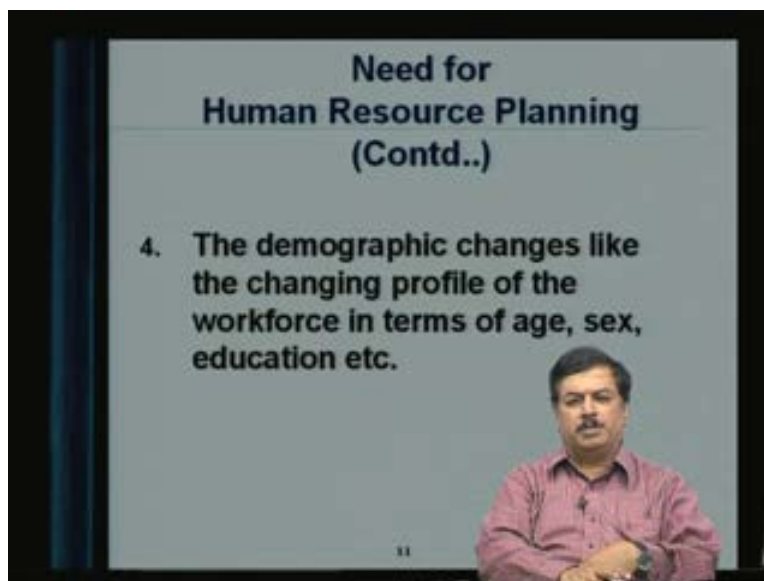 Need for
Human Resource Planning
(Contd..)
4. The demographic changes like
the changing profile of the
workforce in terms of age, sex,
education etc.
11